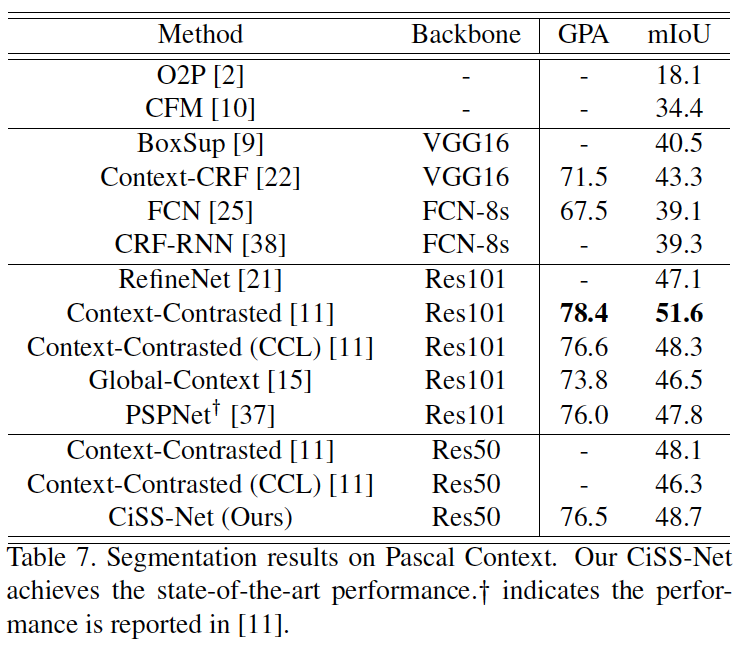 Method Backbone GPA mIoU
O2P [2] - - 18.1
CFM [10] - - 34.4
BoxSup [9] VGG16 - 40.5
Context-CRF [22] VGG16 71.5 43.3
FCN [25] FCN-8s 67.5 39.1
CRF-RNN [38] FCN-8s - 39.3
RefineNet [21] Res101 - 47.1
Context-Contrasted [11] Res101 78.4 51.6
Context-Contrasted (CCL) [11] Res101 76.6 48.3
Global-Context [15] Res101 73.8 46.5
PSPNet† [37] Res101 76.0 47.8
Context-Contrasted [11] Res50 - 48.1
Context-Contrasted (CCL) [11] Res50 - 46.3
CiSS-Net (Ours) Res50 76.5 48.7
Table 7. Segmentation results on Pascal Context. Our CiSS-Net
achieves the state-of-the-art performance.† indicates the perfor-
mance is reported in [11].